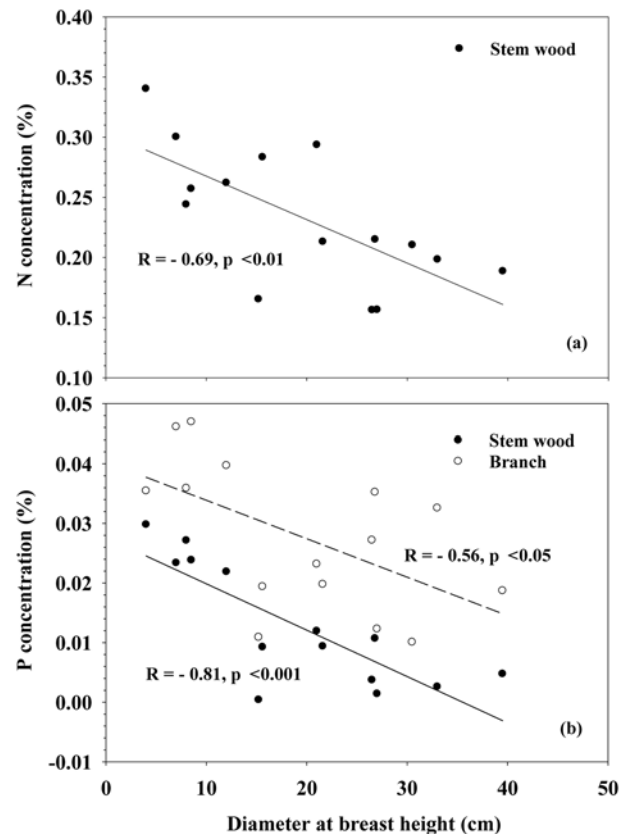 0.40
(a)
Stem wood
0.35
0.30
N concentration (%)
0.25
0.20
R = - 0.69, p <0.01
0.15
(a)
0.10
0.05
Stem wood
Branch
0.04
0.03
P concentration (%)
R = - 0.56, p <0.05
0.02
0.01
R = - 0.81, p <0.001
0.00
(b)
-0.01
0 10 20 30 40 50
Diameter at breast height (cm)